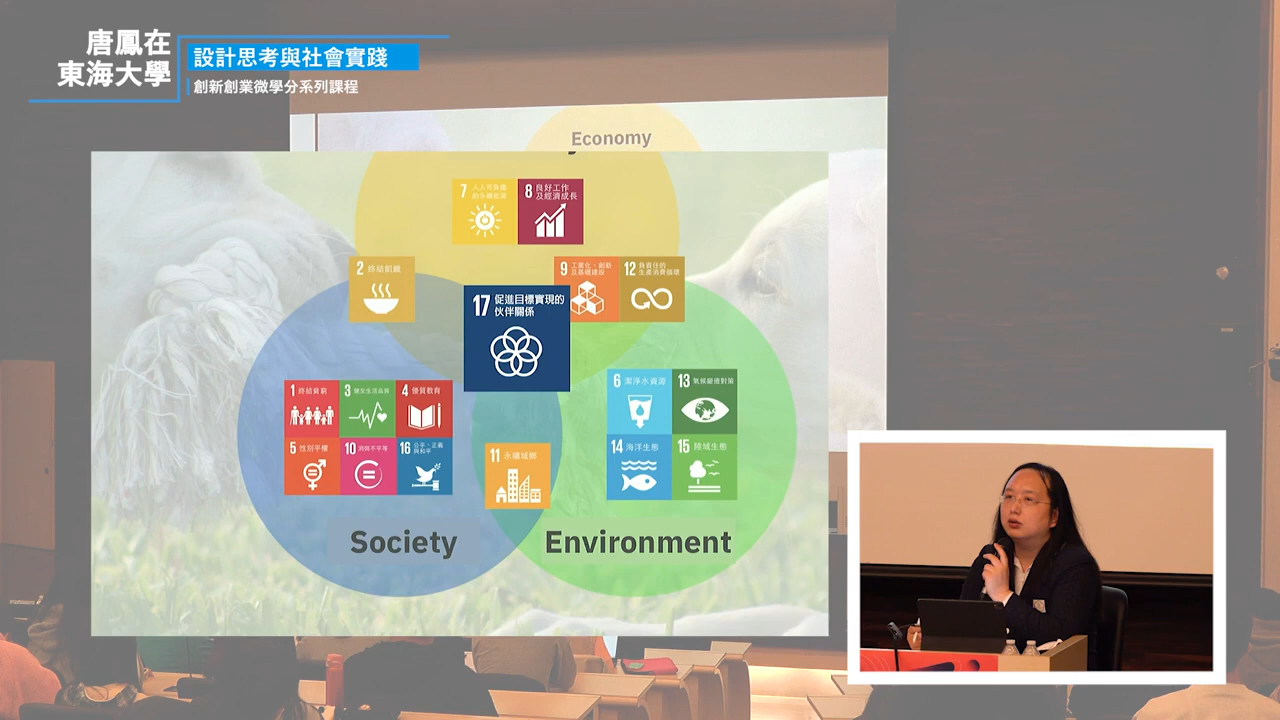 唐鳳在
東海大學
設計思考與社會實踐
創新創業微學分系列課程
Economy
7 人人可負擔
的永續能源
8 良好工作
及經濟成長
2 終結飢餓
9 工業化、創新
及基礎建設
12 負責任的
生產消費循環
17 促進目標實現的
伙伴關係
1 終結貧窮
3 健全生活品質
4 優質教育
6 潔淨水資源
13 氣候變遷對策
5 性別平權
10 消弭不平等
16 公平、正義
與和平
11 永續城鄉
14 海洋生態
15 陸域生態
Society
Environment